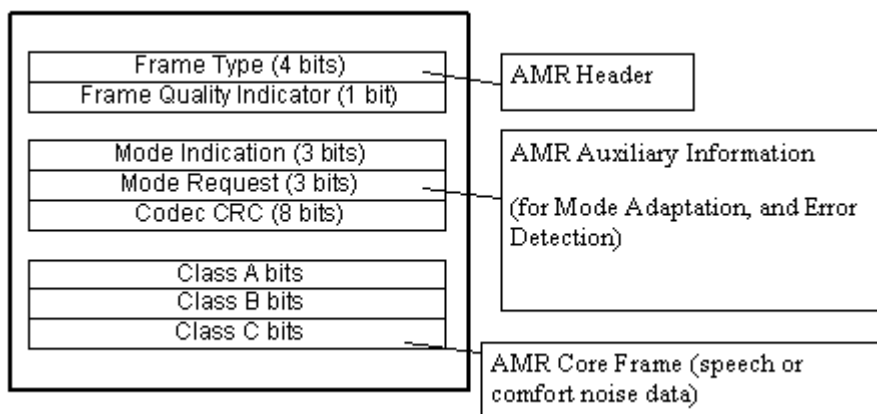 Frame Type (4 bits)
Frame Quality Indicator (1 bit)
AMR Header
Mode Indication (3 bits)
Mode Request (3 bits)
Codec CRC (8 bits)
AMR Auxiliary Information
(for Mode Adaptation, and Error
Detection)
Class A bits
Class B bits
Class C bits
AMR Core Frame (speech or
comfort noise data)